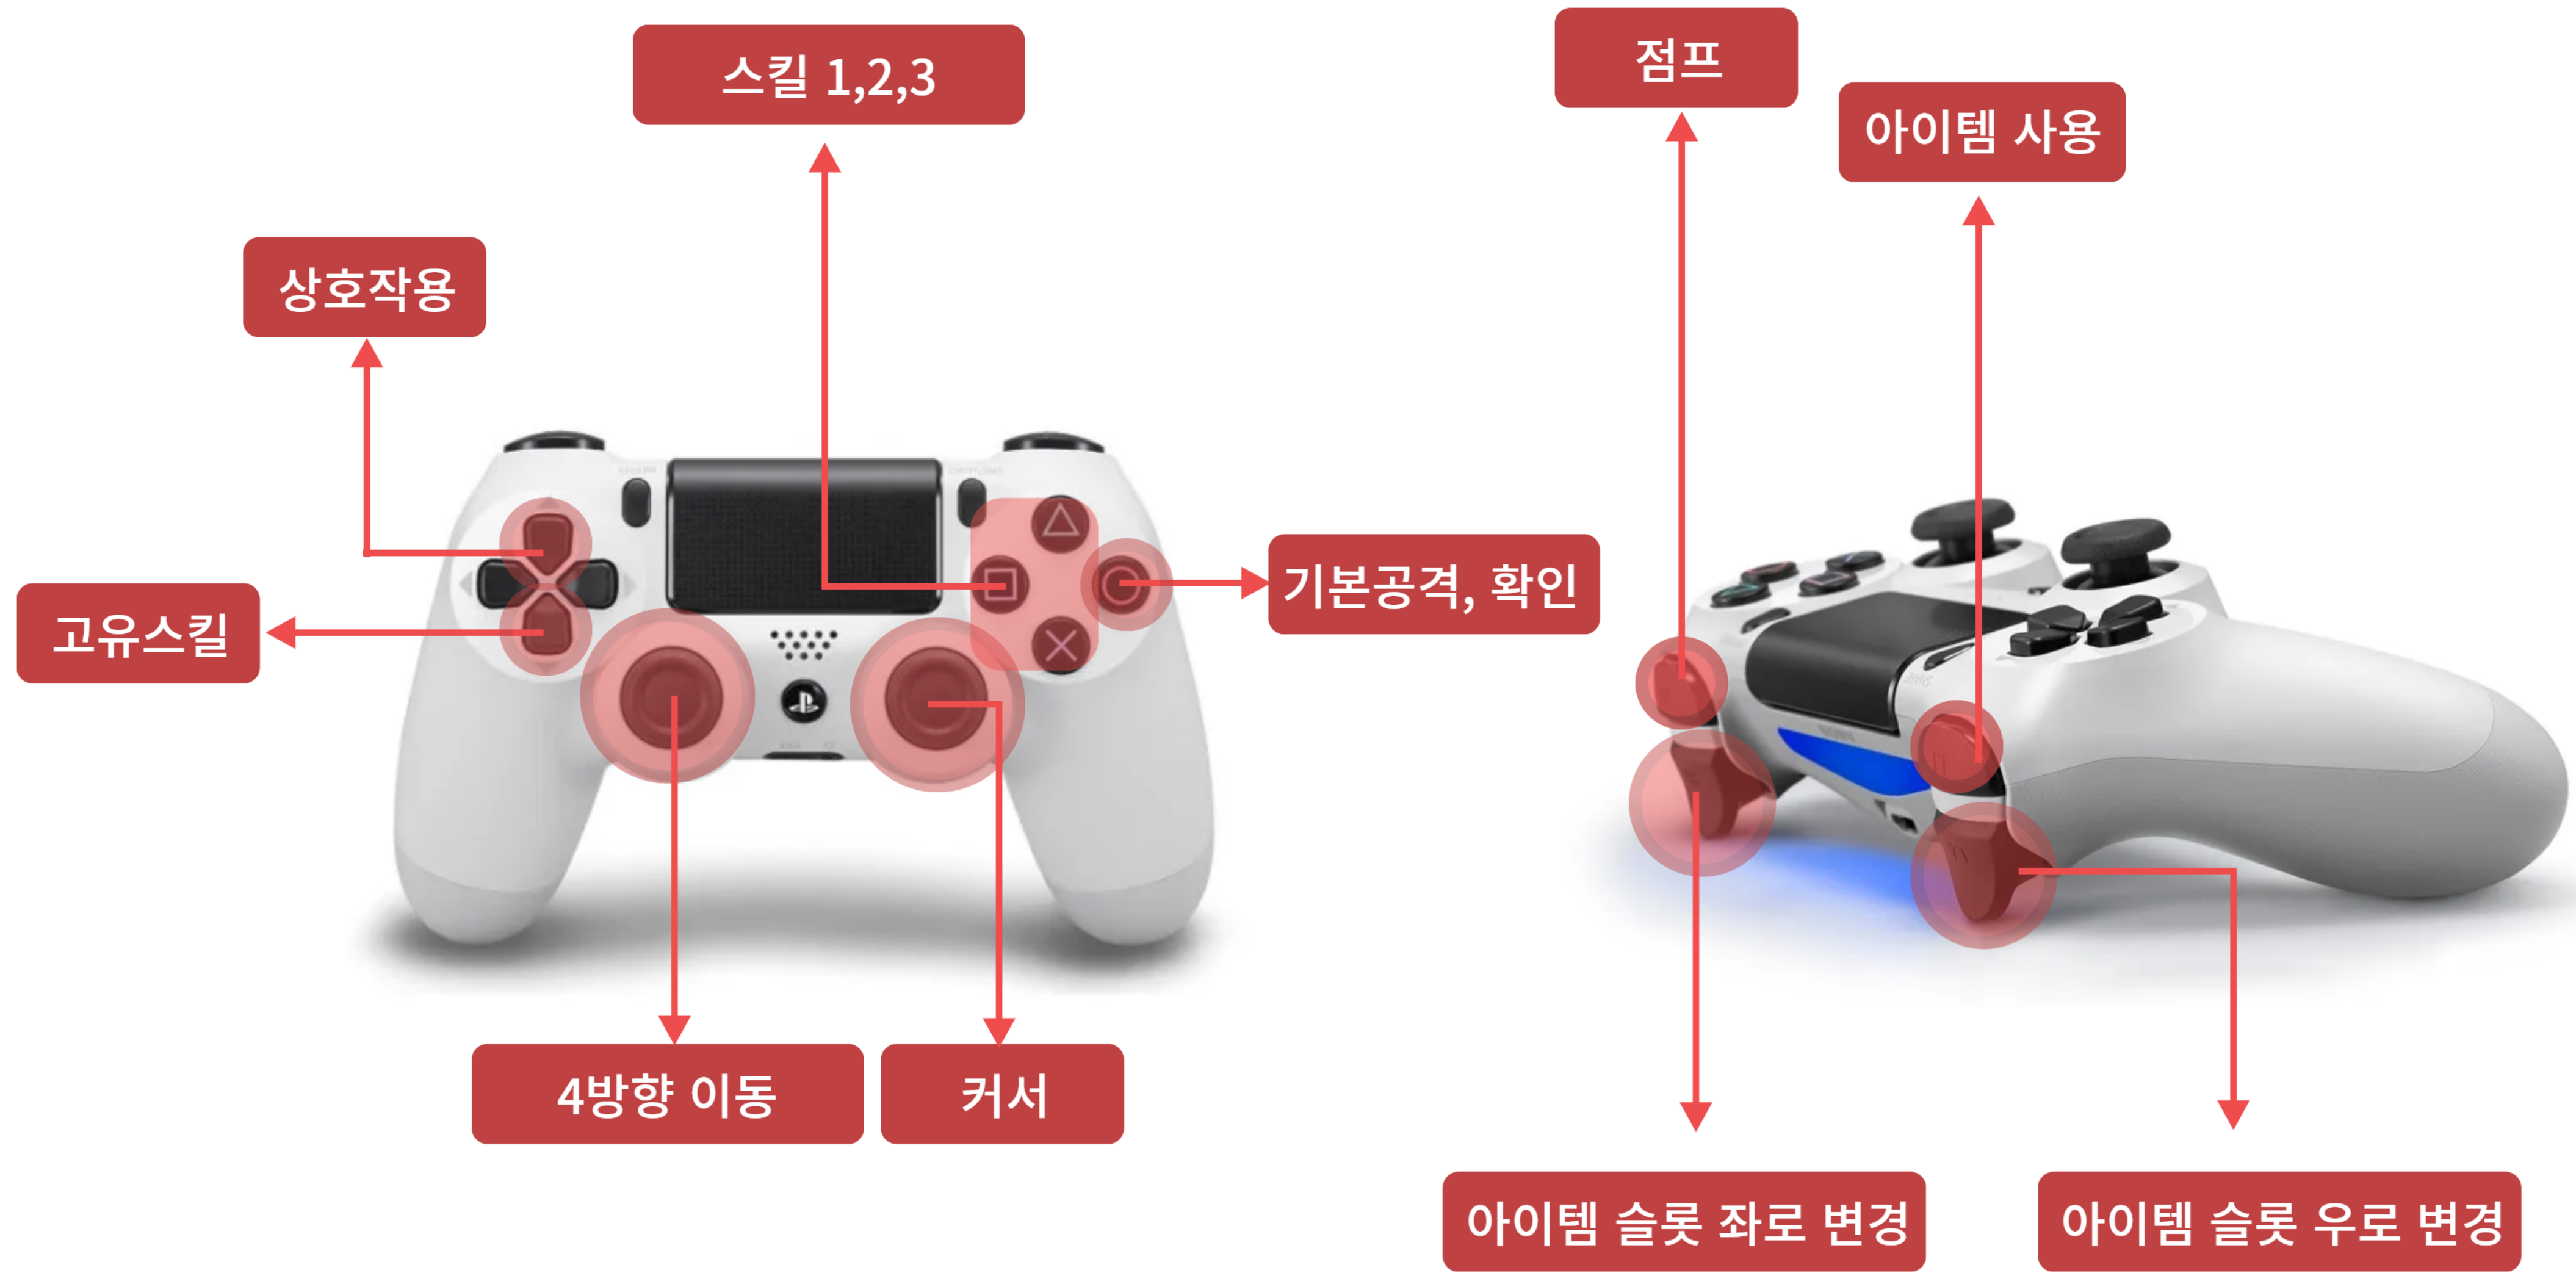 스킬 1,2,3
점프
아이템 사용
상호작용
기본공격, 확인
고유스킬
4방향 이동
커서
아이템 슬롯 좌로 변경
아이템 슬롯 우로 변경